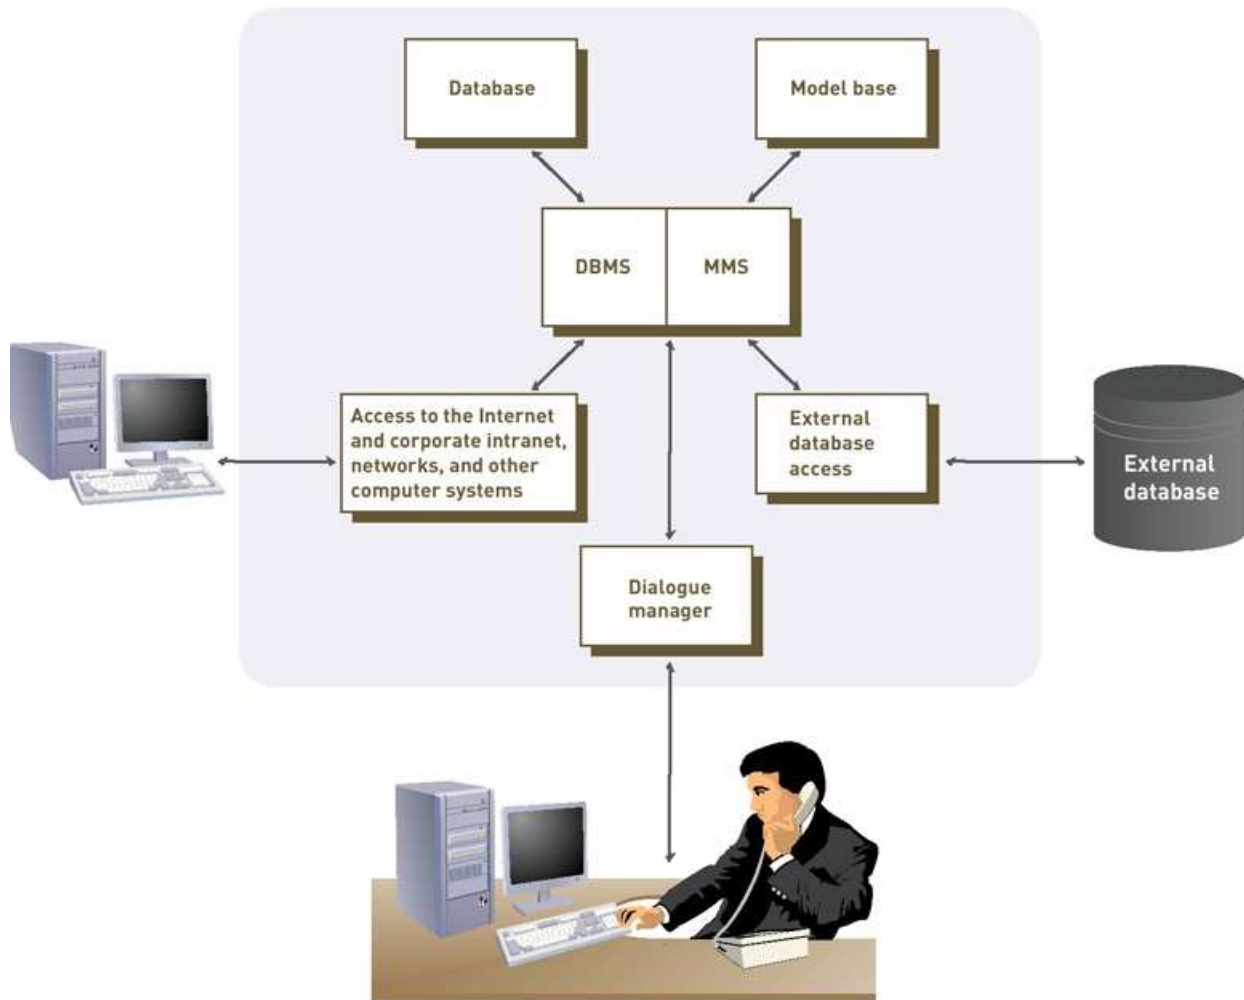 Database
Model base
DBMS
MMS
Access to the Internet
and corporate intranet,
networks, and other
computer systems
External
database
access
External
database
Dialogue
manager